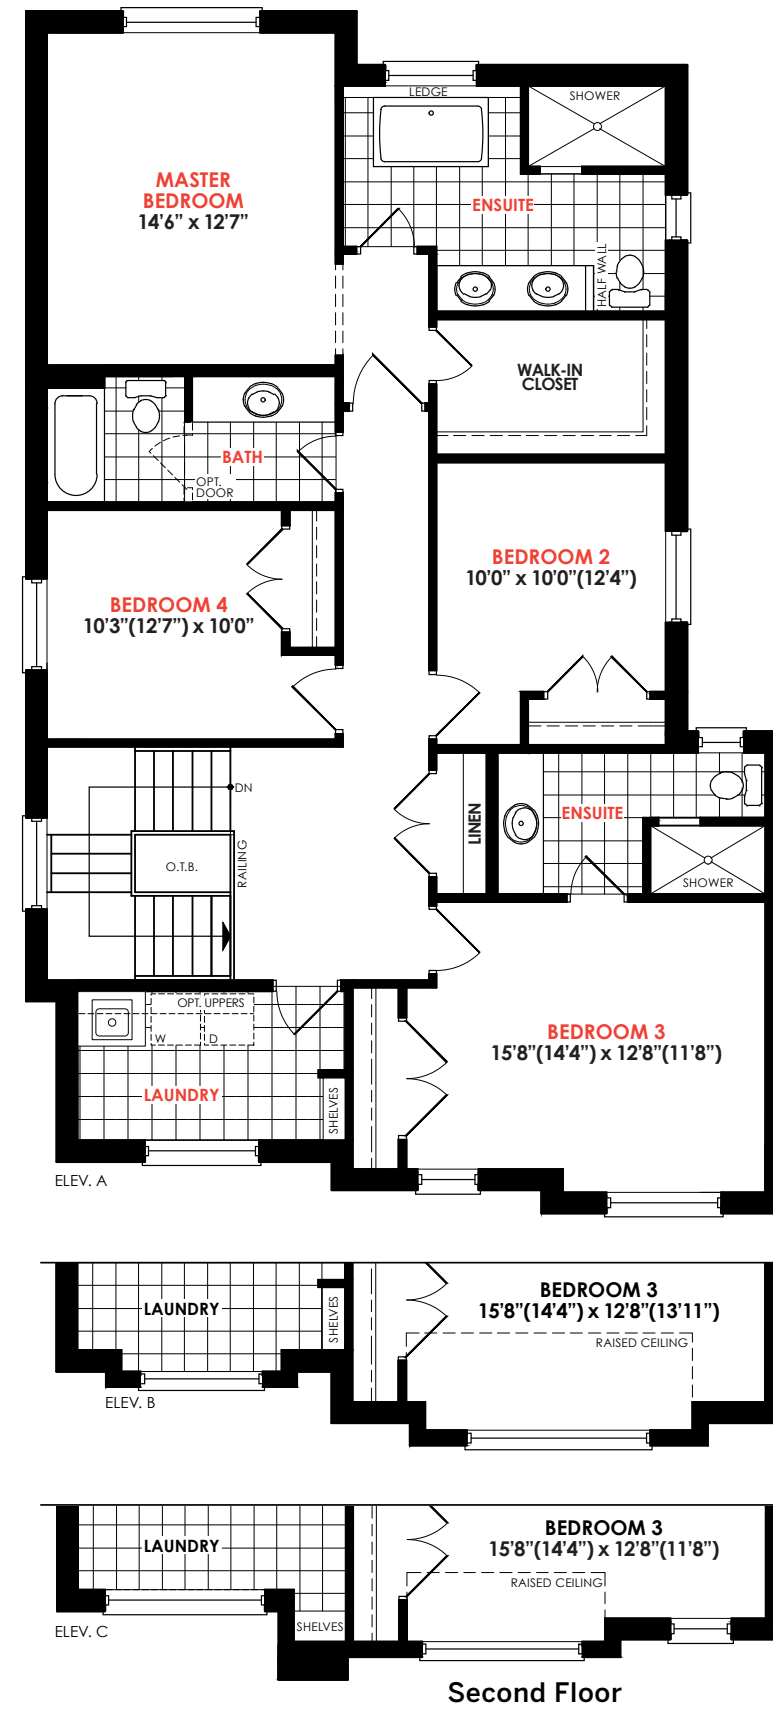 LEDGE
SHOWER
MASTER
BEDROOM
14'6” x 12'7”
ENSUITE
HALF WALL
WALK-IN
CLOSET
BATH
OPT.
DOOR
BEDROOM 2
10'0” x 10'0”(12'4”)
BEDROOM 4
10'3”(12'7”) x 10'0”
DN
O.T.B.
RAILING
LINEN
ENSUITE
SHOWER
OPT. UPPERS
W
D
BEDROOM 3
15'8”(14'4”) x 12'8”(11'8”)
LAUNDRY
SHELVES
ELEV. A
LAUNDRY
SHELVES
BEDROOM 3
15'8”(14'4”) x 12'8”(13'11”)
RAISED CEILING
ELEV. B
LAUNDRY
BEDROOM 3
15'8”(14'4”) x 12'8”(11'8”)
RAISED CEILING
SHELVES
ELEV. C
Second Floor